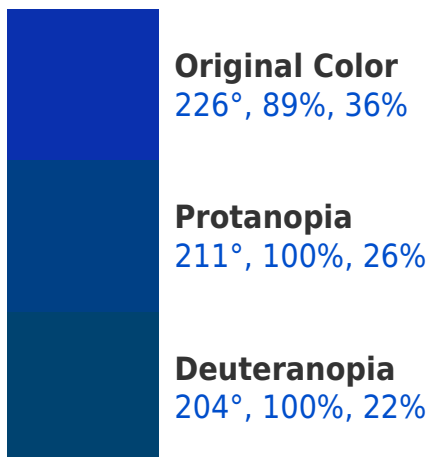 Original Color
226°, 89%, 36%
Protanopia
211°, 100%, 26%
Deuteranopia
204°, 100%, 22%